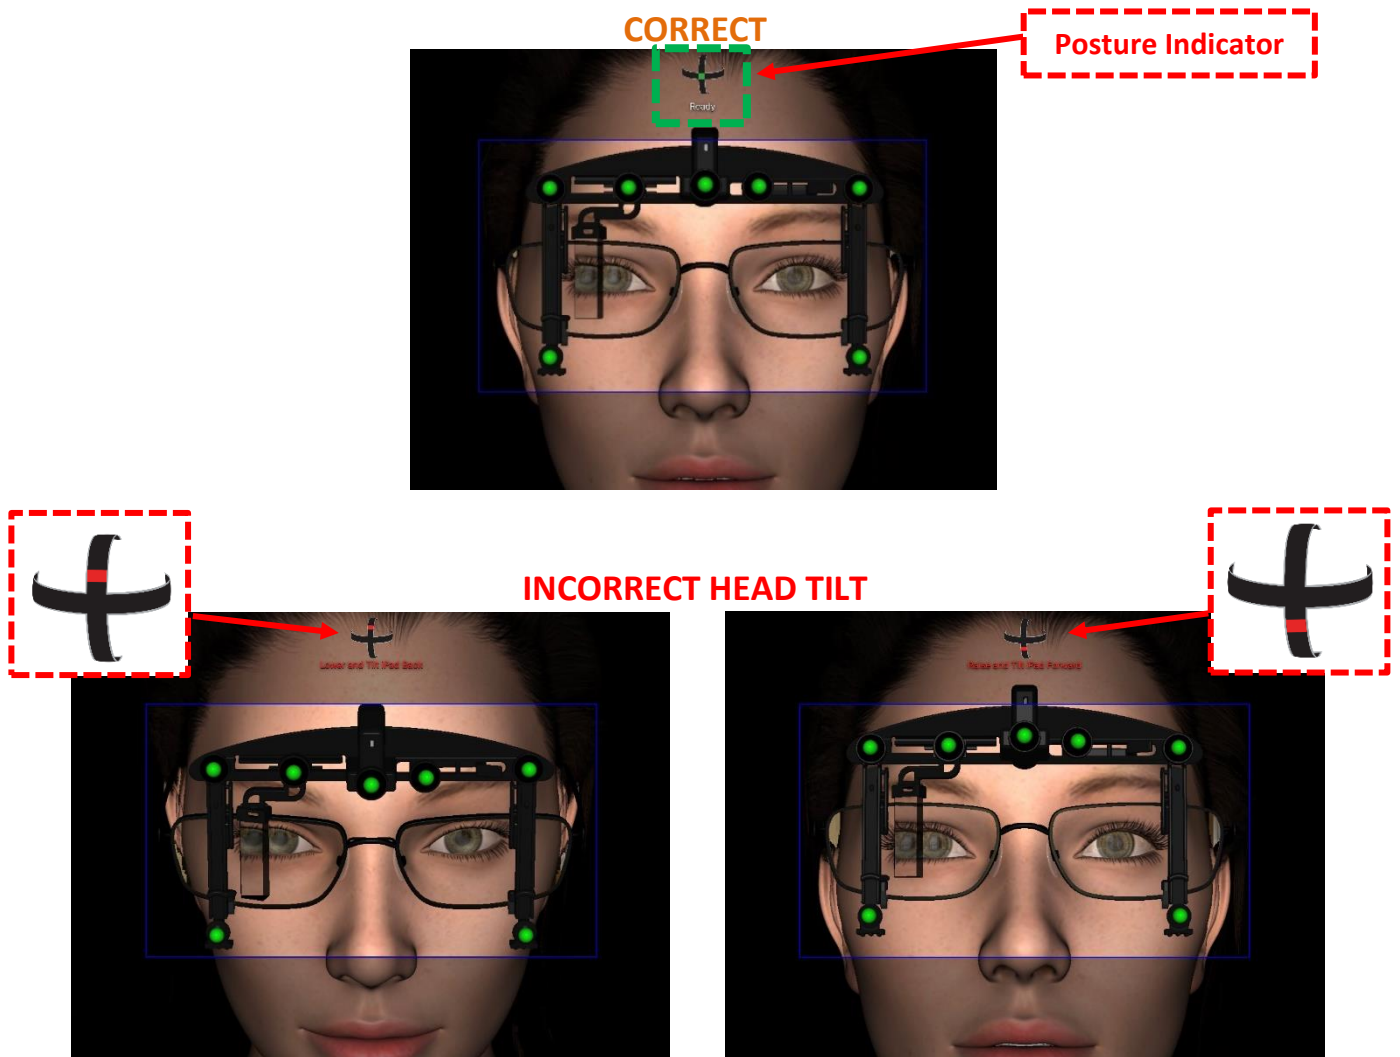 CORRECT
Posture Indicator
Ready
INCORRECT HEAD TILT
Lower and Tilt iPad Back
Raise and Tilt iPad Forward